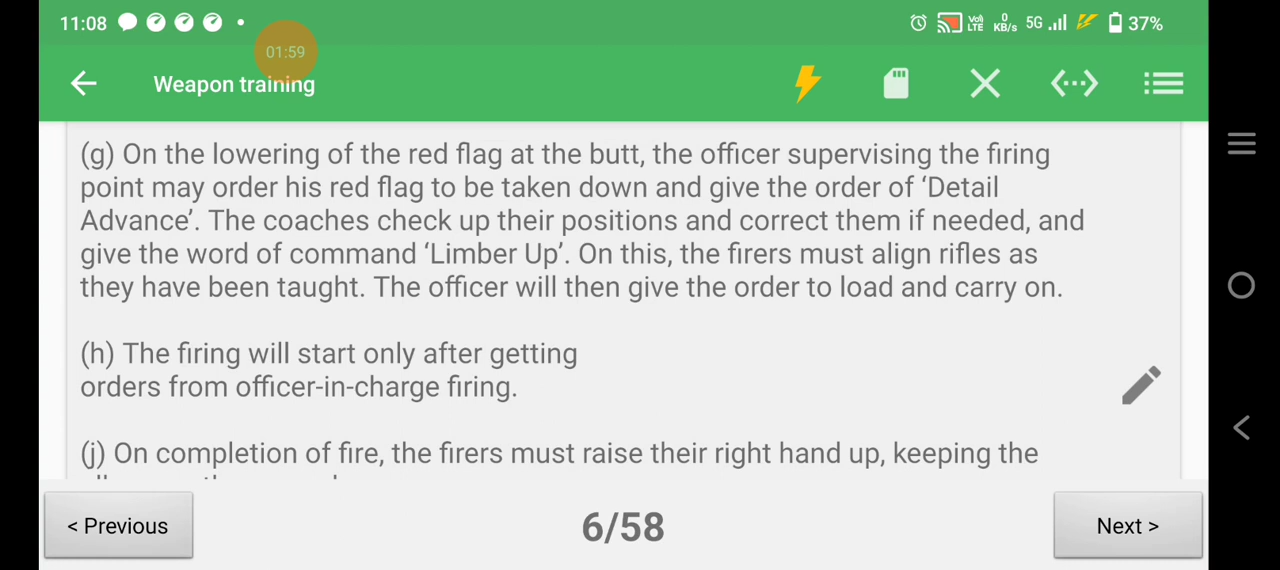 11:08
01:59
Vol LTE
0 KB/s
5G
37%
Weapon training
(g) On the lowering of the red flag at the butt, the officer supervising the firing
point may order his red flag to be taken down and give the order of ‘Detail
Advance’. The coaches check up their positions and correct them if needed, and
give the word of command ‘Limber Up’. On this, the firers must align rifles as
they have been taught. The officer will then give the order to load and carry on.
(h) The firing will start only after getting
orders from officer-in-charge firing.
(j) On completion of fire, the firers must raise their right hand up, keeping the
< Previous
6/58
Next >